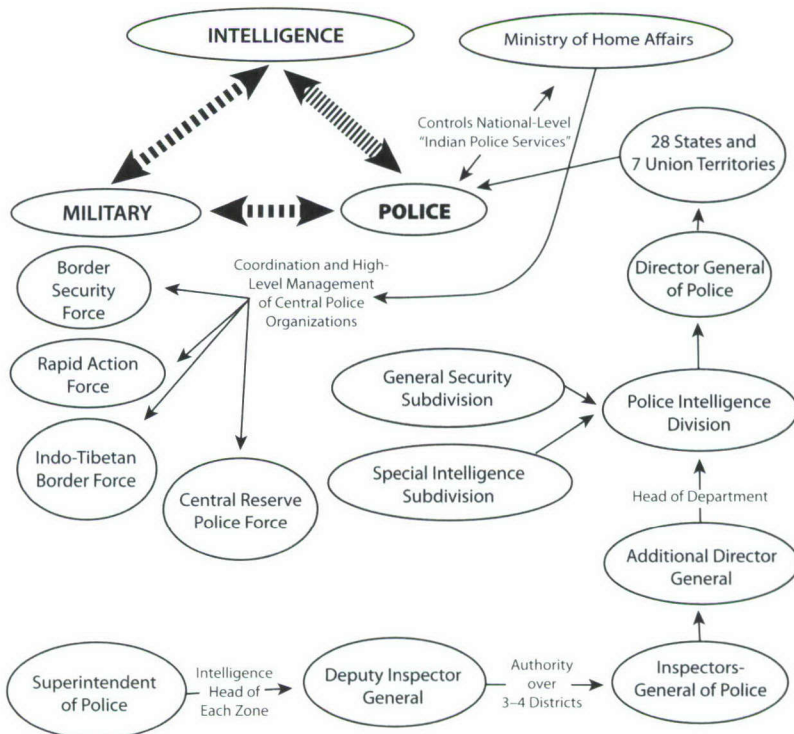 INTELLIGENCE
Ministry of Home Affairs
Controls National-Level
"Indian Police Services"
28 States and
7 Union Territories
MILITARY
POLICE
Border
Security
Force
Coordination and High-
Level Management
of Central Police
Organizations
Director General
of Police
Rapid Action
Force
General Security
Subdivision
Police Intelligence
Division
Indo-Tibetan
Border Force
Central Reserve
Police Force
Special Intelligence
Subdivision
Head of Department
Additional Director
General
Superintendent
of Police
Intelligence
Head of
Each Zone
Deputy Inspector
General
Authority
over
3–4 Districts
Inspectors-
General of Police